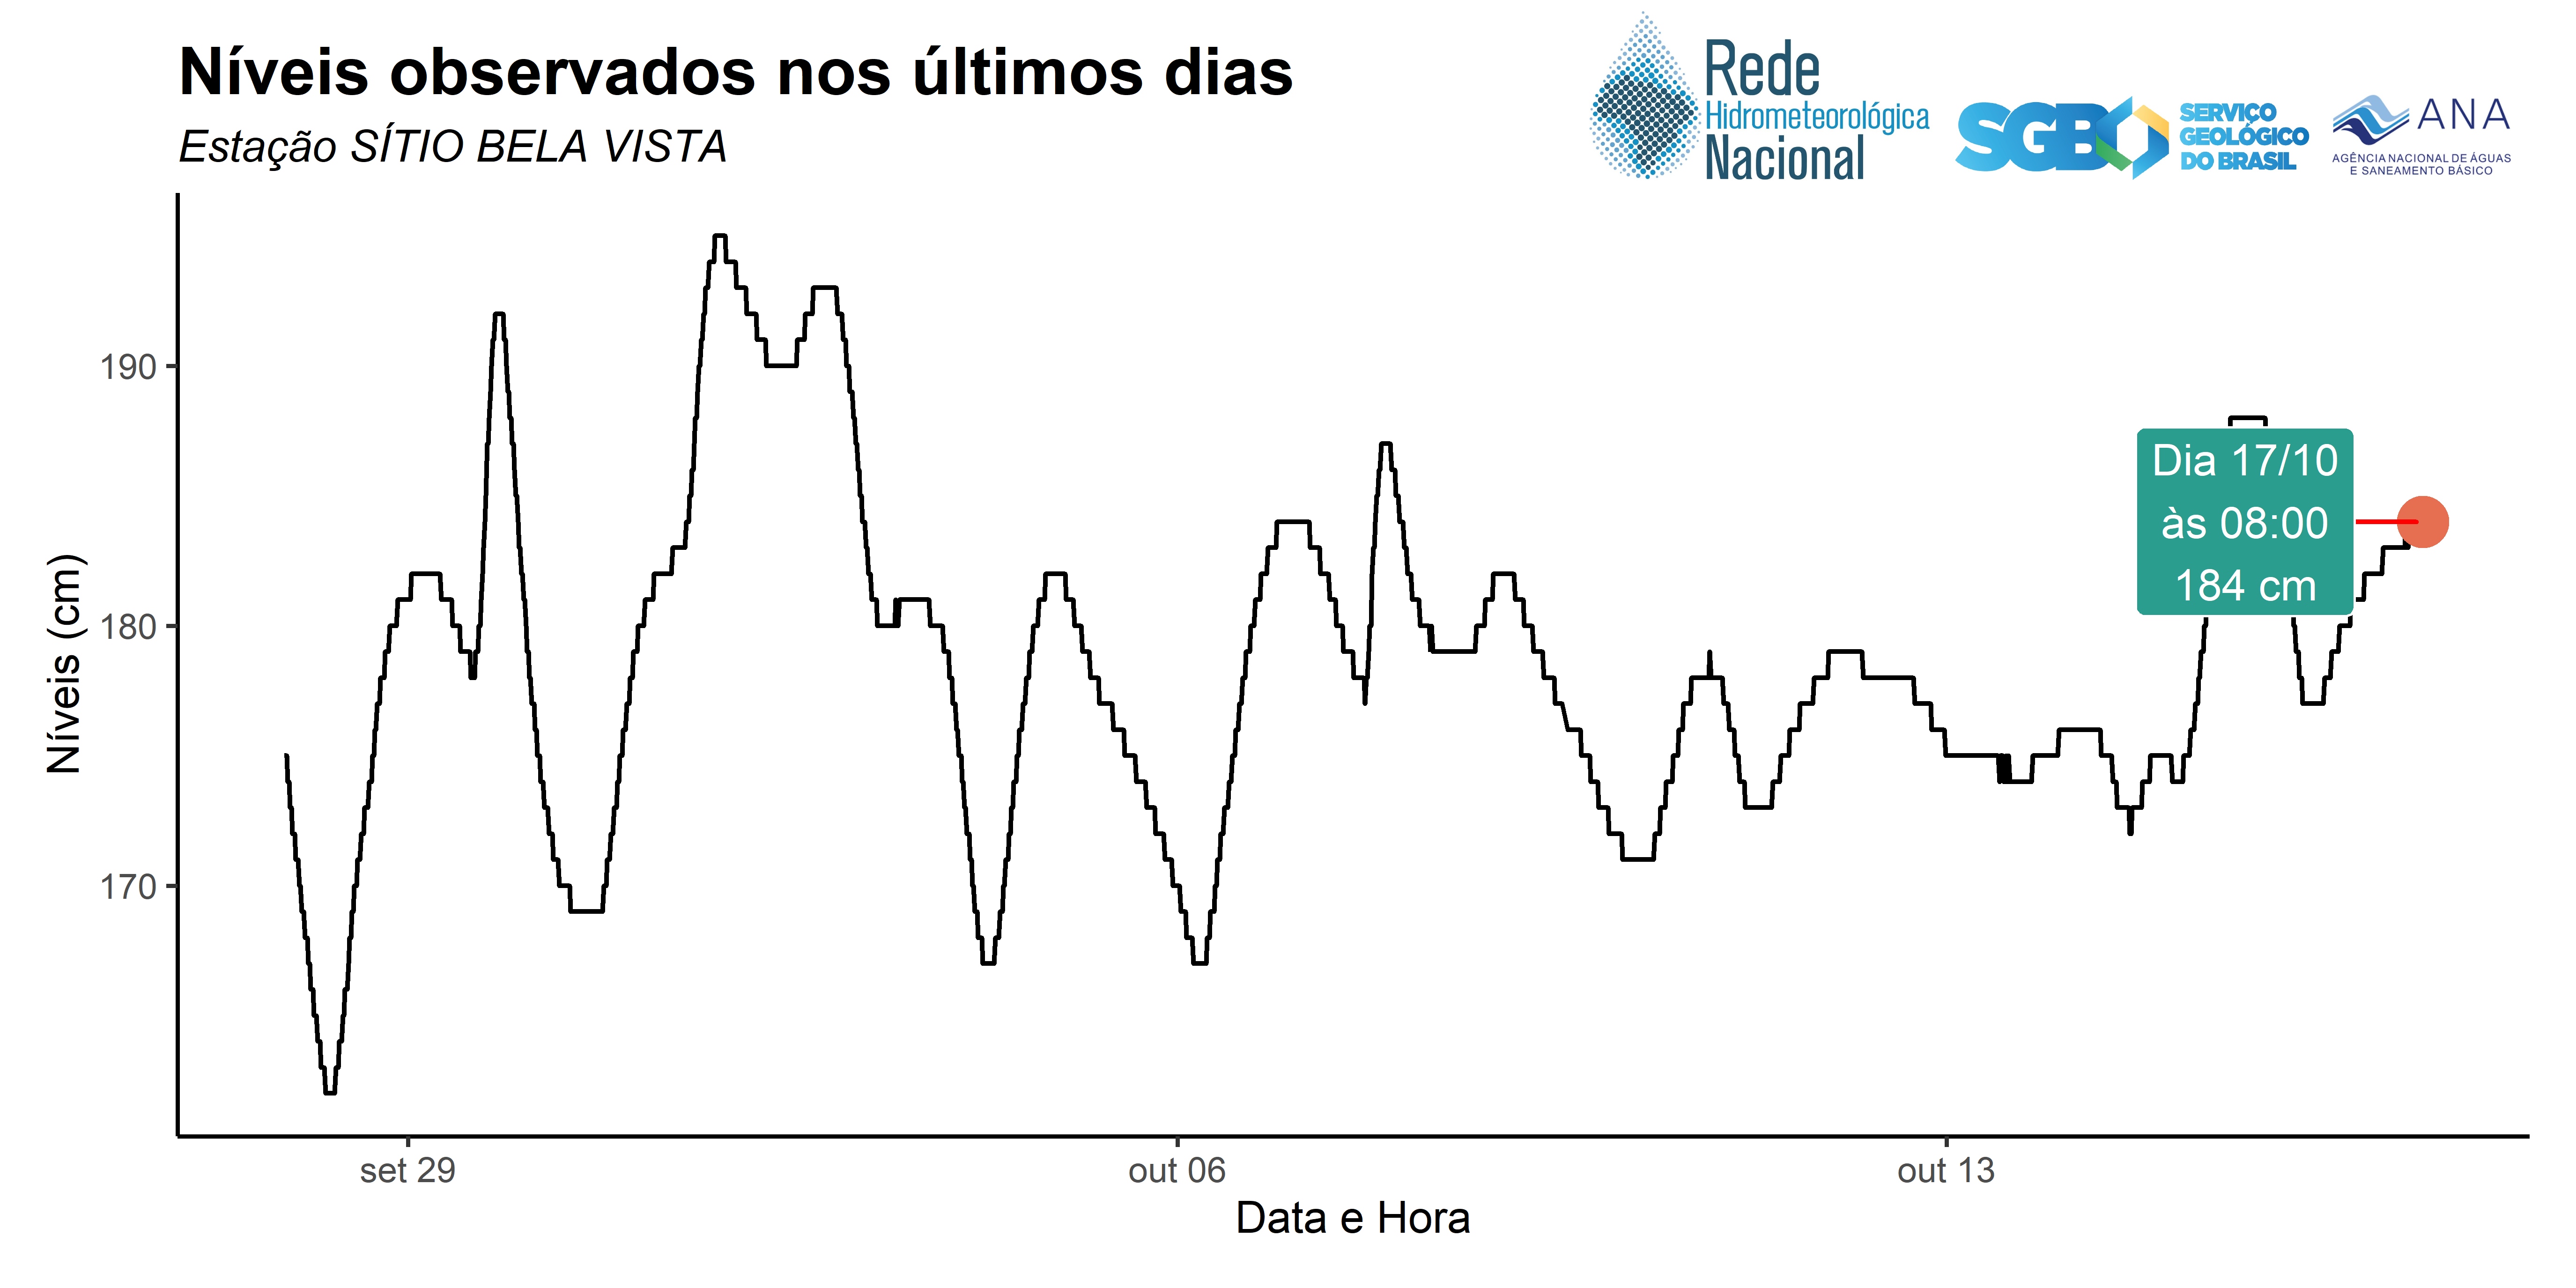 Níveis observados nos últimos dias
Estação SÍTIO BELA VISTA
Rede
Hidrometeorológica
Nacional
SGB
SERVIÇO
GEOLÓGICO
DO BRASIL
ANA
AGÊNCIA NACIONAL DE ÁGUAS
E SANEAMENTO BÁSICO
Níveis (cm)
190
180
170
Dia 17/10
às 08:00
184 cm
set 29
out 06
out 13
Data e Hora